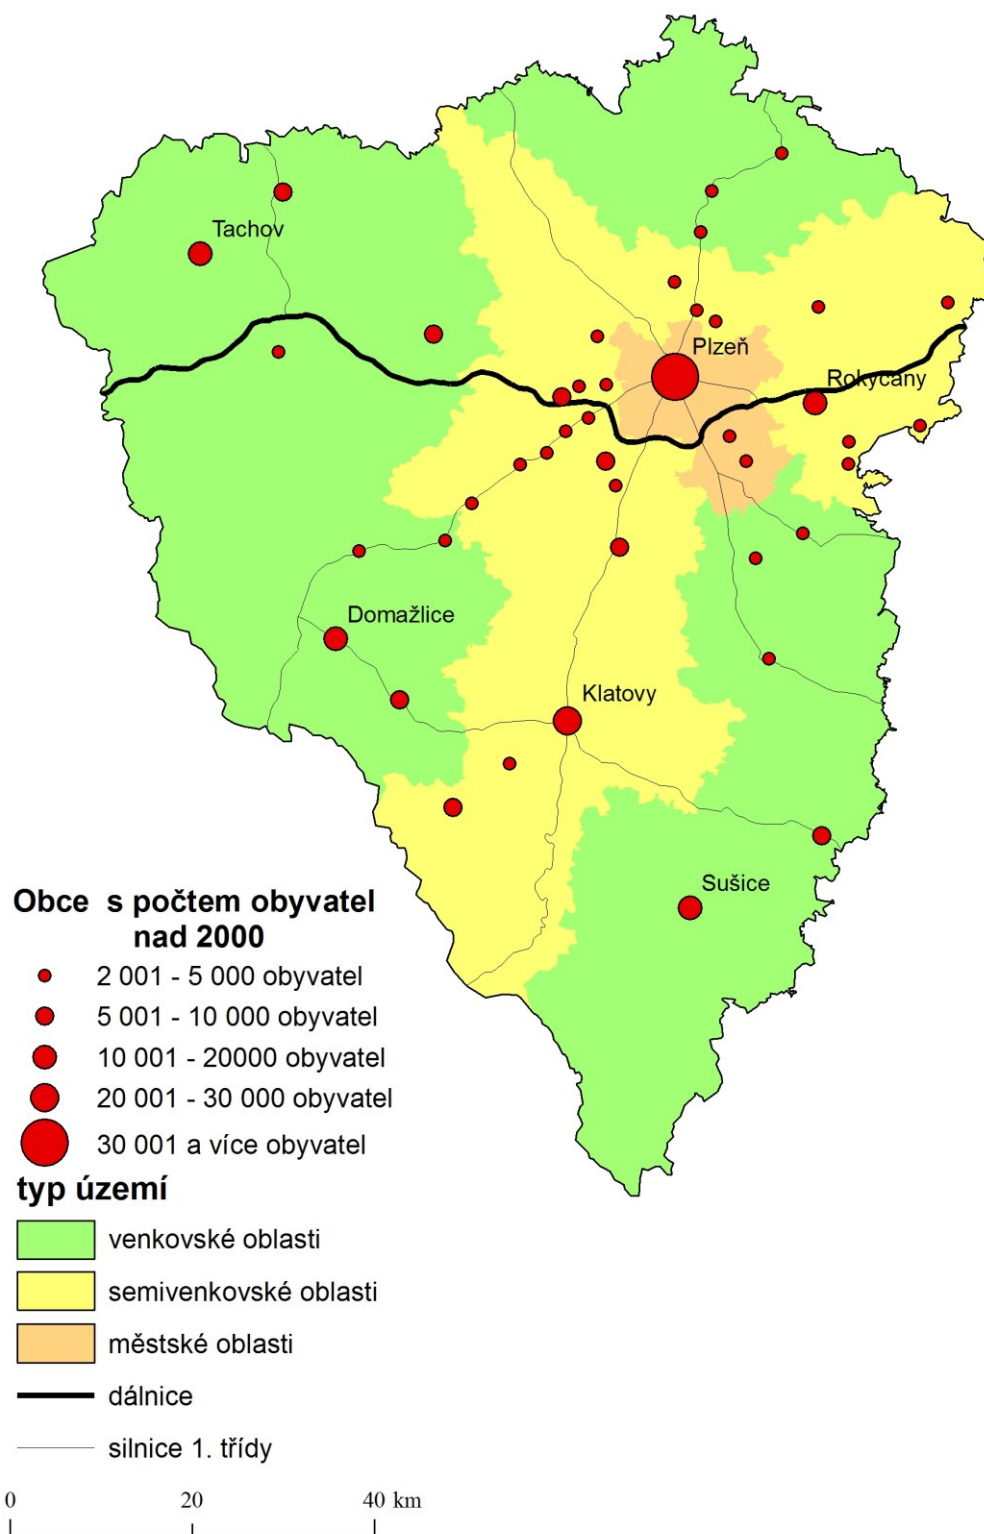 Tachov
Plzeň
Rokycany
Domažlice
Klatovy
Sušice
Obce s počtem obyvatel
nad 2000
2 001 - 5 000 obyvatel
5 001 - 10 000 obyvatel
10 001 - 20000 obyvatel
20 001 - 30 000 obyvatel
30 001 a více obyvatel
typ území
venkovské oblasti
semivenkovské oblasti
městské oblasti
dálnice
silnice 1. třídy
0 20 40 km